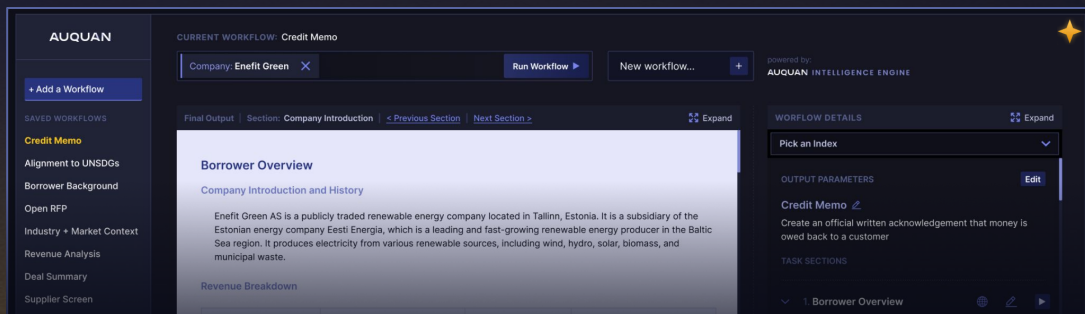 AUQUAN
+ Add a Workflow
SAVED WORKFLOWS
Credit Memo
Alignment to UNSDGs
Borrower Background
Open RFP
Industry + Market Context
Revenue Analysis
Deal Summary
Supplier Screen
CURRENT WORKFLOW: Credit Memo
Company: Enefit Green
Run Workflow
New workflow...
+
powered by:
AUQUAN INTELLIGENCE ENGINE
Final Output | Section: Company Introduction | < Previous Section | Next Section >
Expand
Borrower Overview
Company Introduction and History
Enefit Green AS is a publicly traded renewable energy company located in Tallinn, Estonia. It is a subsidiary of the
Estonian energy company Eesti Energia, which is a leading and fast-growing renewable energy producer in the Baltic
Sea region. It produces electricity from various renewable sources, including wind, hydro, solar, biomass, and
municipal waste.
Revenue Breakdown
WORFLOW DETAILS
Expand
Pick an Index
OUTPUT PARAMETERS
Edit
Credit Memo
Create an official written acknowledgement that money is
owed back to a customer
TASK SECTIONS
1. Borrower Overview